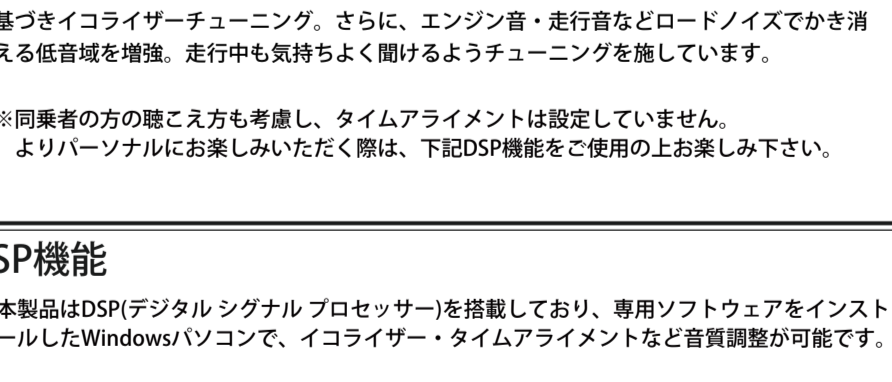 基づきイコライザーチューニング。さらに、エンジン音・走行音などロードノイズでかき消
える低音域を増強。走行中も気持ちよく聞けるようチューニングを施しています。
※同乗者の方の聴こえ方も考慮し、タイムアライメントは設定していません。
よりパーソナルにお楽しみいただく際は、下記DSP機能をご使用の上お楽しみ下さい。
SP機能
本製品はDSP(デジタル シグナル プロセッサー)を搭載しており、専用ソフトウェアをインスト
ールしたWindowsパソコンで、イコライザー・タイムアライメントなど音質調整が可能です。